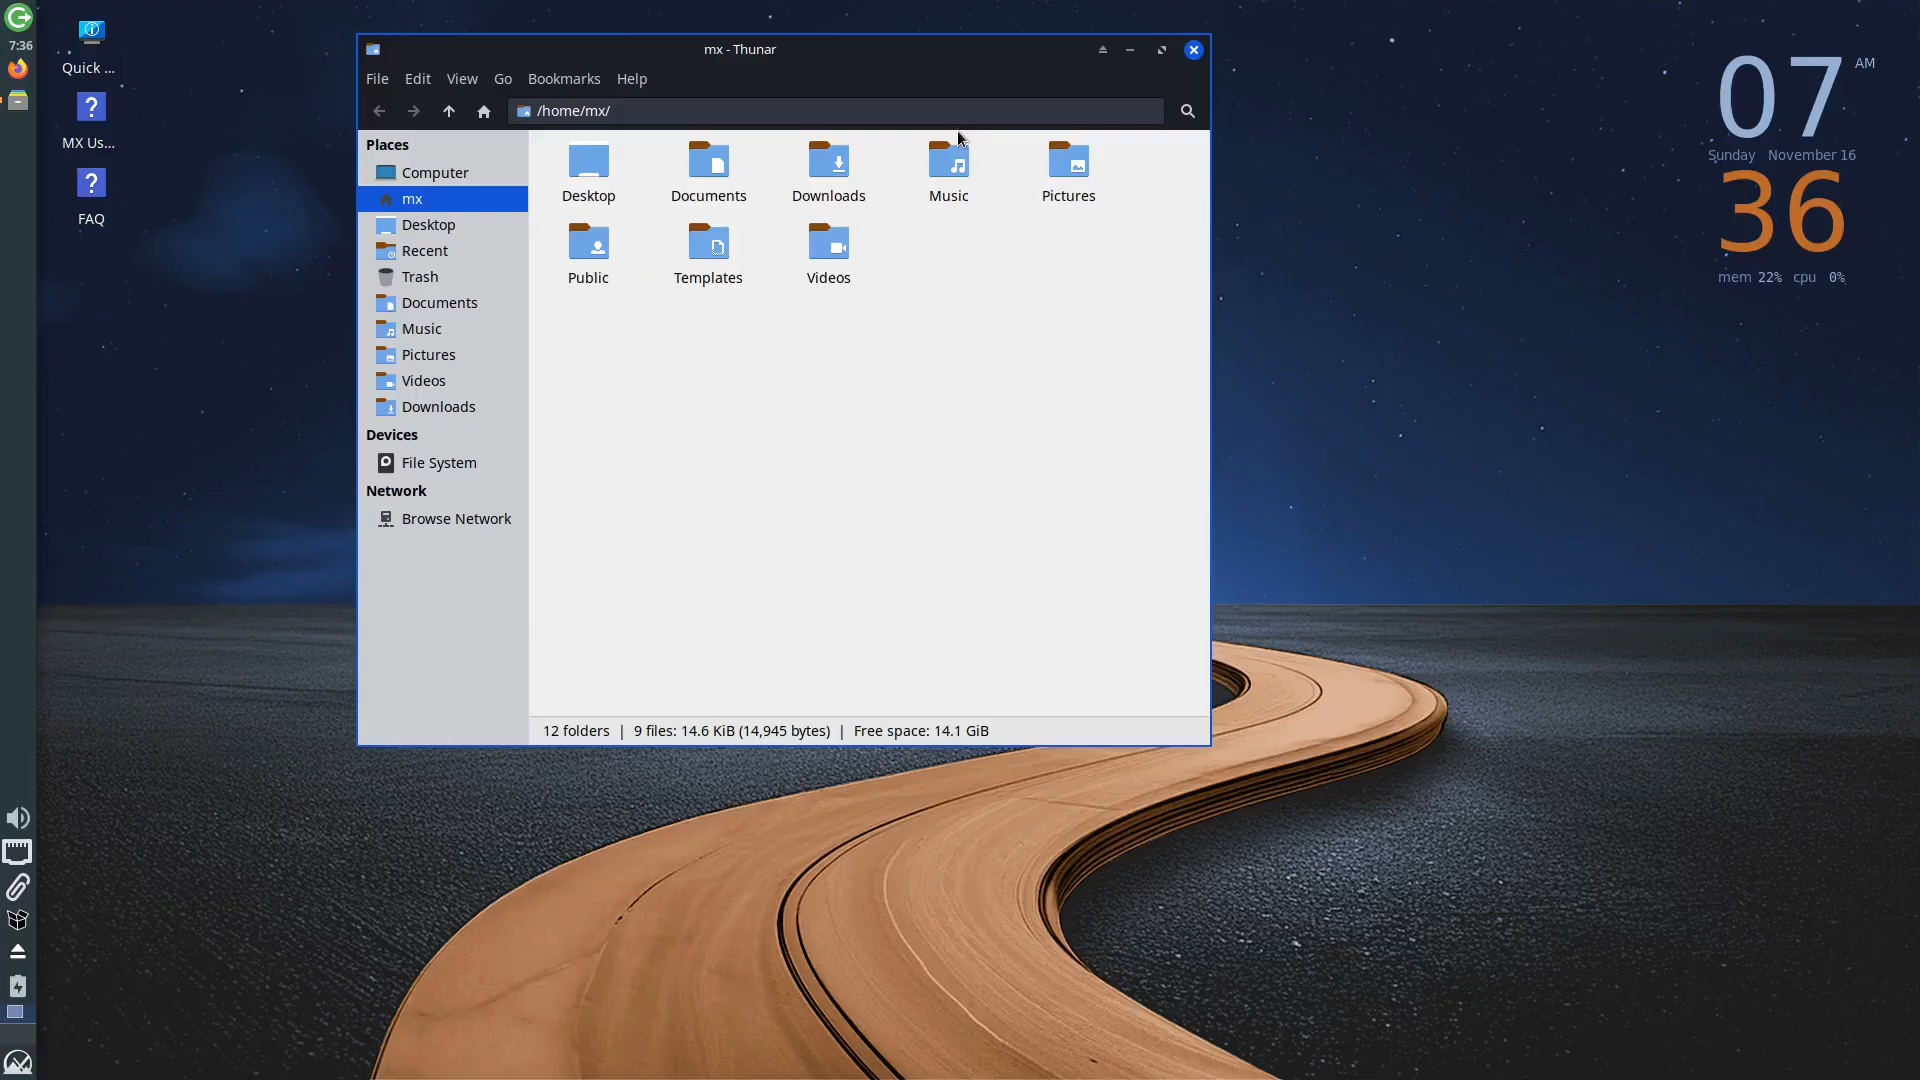 7:36
Quick ...
MX Us...
FAQ
mx - Thunar
File Edit View Go Bookmarks Help
/home/mx/
Places
Computer
mx
Desktop
Recent
Trash
Documents
Music
Pictures
Videos
Downloads
Devices
File System
Network
Browse Network
Desktop Documents Downloads Music Pictures
Public Templates Videos
12 folders | 9 files: 14.6 KiB (14,945 bytes) | Free space: 14.1 GiB
07 AM
Sunday November 16
36
mem 22% cpu 0%